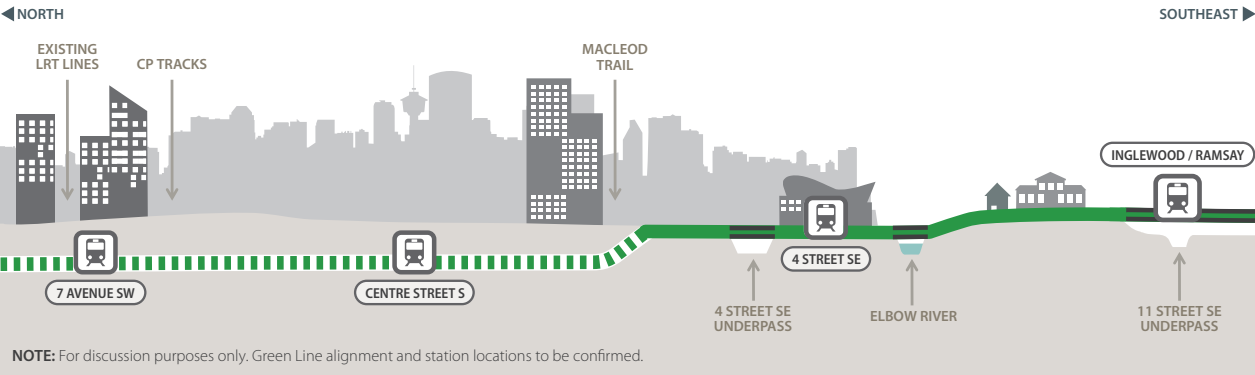 NORTH
SOUTHEAST
EXISTING
LRT LINES
CP TRACKS
MACLEOD
TRAIL
INGLEWOOD / RAMSAY
4 STREET SE
7 AVENUE SW
CENTRE STREET S
4 STREET SE
UNDERPASS
ELBOW RIVER
11 STREET SE
UNDERPASS
NOTE: For discussion purposes only. Green Line alignment and station locations to be confirmed.